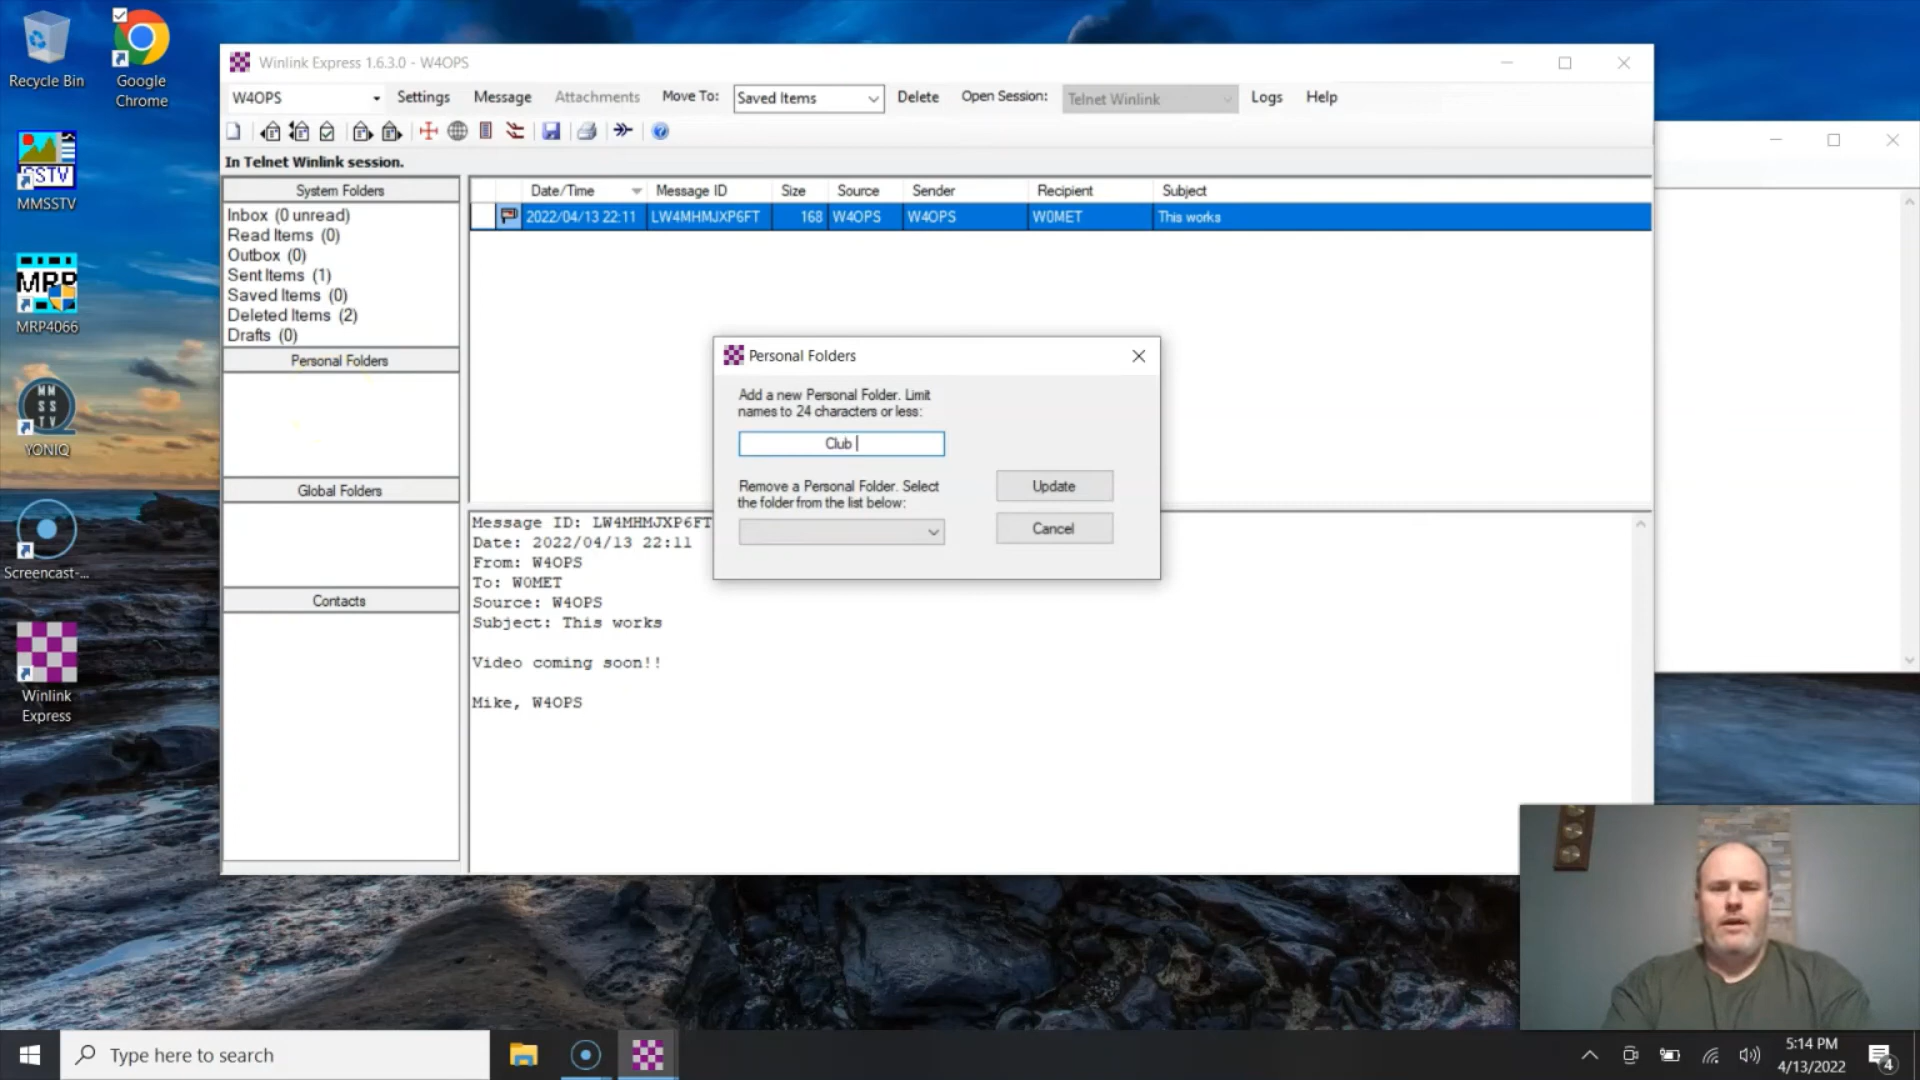 Recycle Bin
Google
Chrome
MMSSTV
MRP4066
YONIQ
Screencast-...
Winlink
Express
Winlink Express 1.6.3.0 - W4OPS
W4OPS Settings Message Attachments Move To: Saved Items Delete Open Session: Telnet Winlink Logs Help
In Telnet Winlink session.
System Folders
Inbox (0 unread)
Read Items (0)
Outbox (0)
Sent Items (1)
Saved Items (0)
Deleted Items (2)
Drafts (0)
Personal Folders
Global Folders
Contacts
Date/Time Message ID Size Source Sender Recipient Subject
2022/04/13 22:11 LW4MHMJXP6FT 168 W4OPS W4OPS W0MET This works
Personal Folders
Add a new Personal Folder. Limit
names to 24 characters or less:
Club
Remove a Personal Folder. Select
the folder from the list below:
Update
Cancel
Message ID: LW4MHMJXP6FT
Date: 2022/04/13 22:11
From: W4OPS
To: W0MET
Source: W4OPS
Subject: This works
Video coming soon!!
Mike, W4OPS
Type here to search
5:14 PM
4/13/2022
4